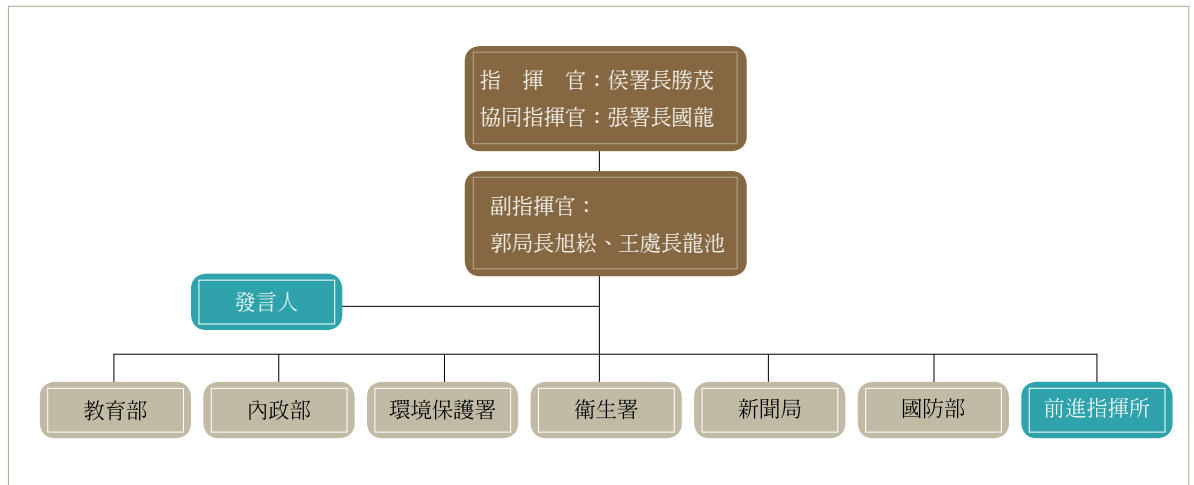 指　揮　官：侯署長勝茂
協同指揮官：張署長國龍
副指揮官：
郭局長旭崧、王處長龍池
發言人
教育部
內政部
環境保護署
衛生署
新聞局
國防部
前進指揮所